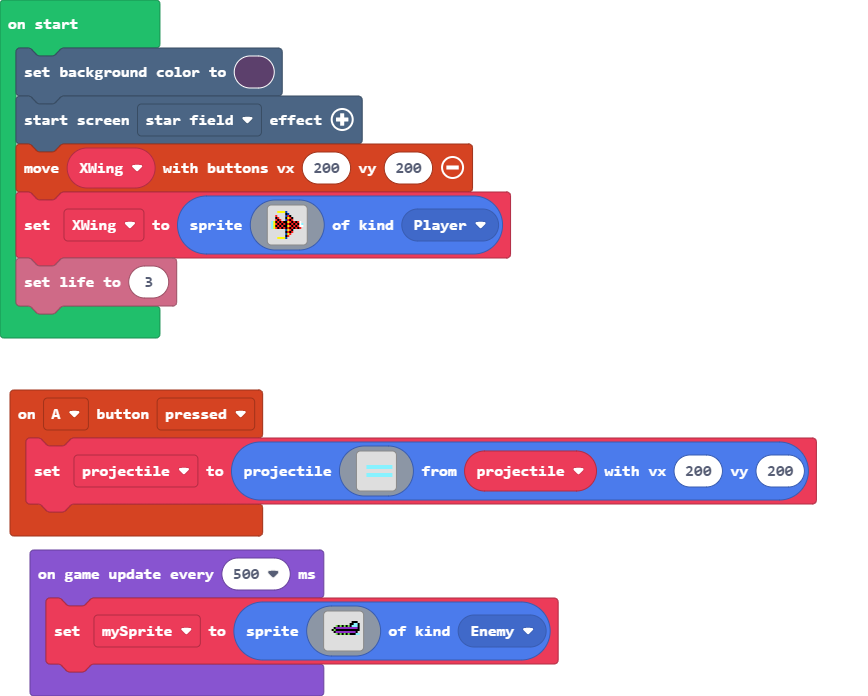 on start
set background color to
start screen star field effect
move XWing with buttons vx 200 vy 200
set XWing to sprite of kind Player
set life to 3
on A button pressed
set projectile to projectile from projectile with vx 200 vy 200
on game update every 500 ms
set mySprite to sprite of kind Enemy